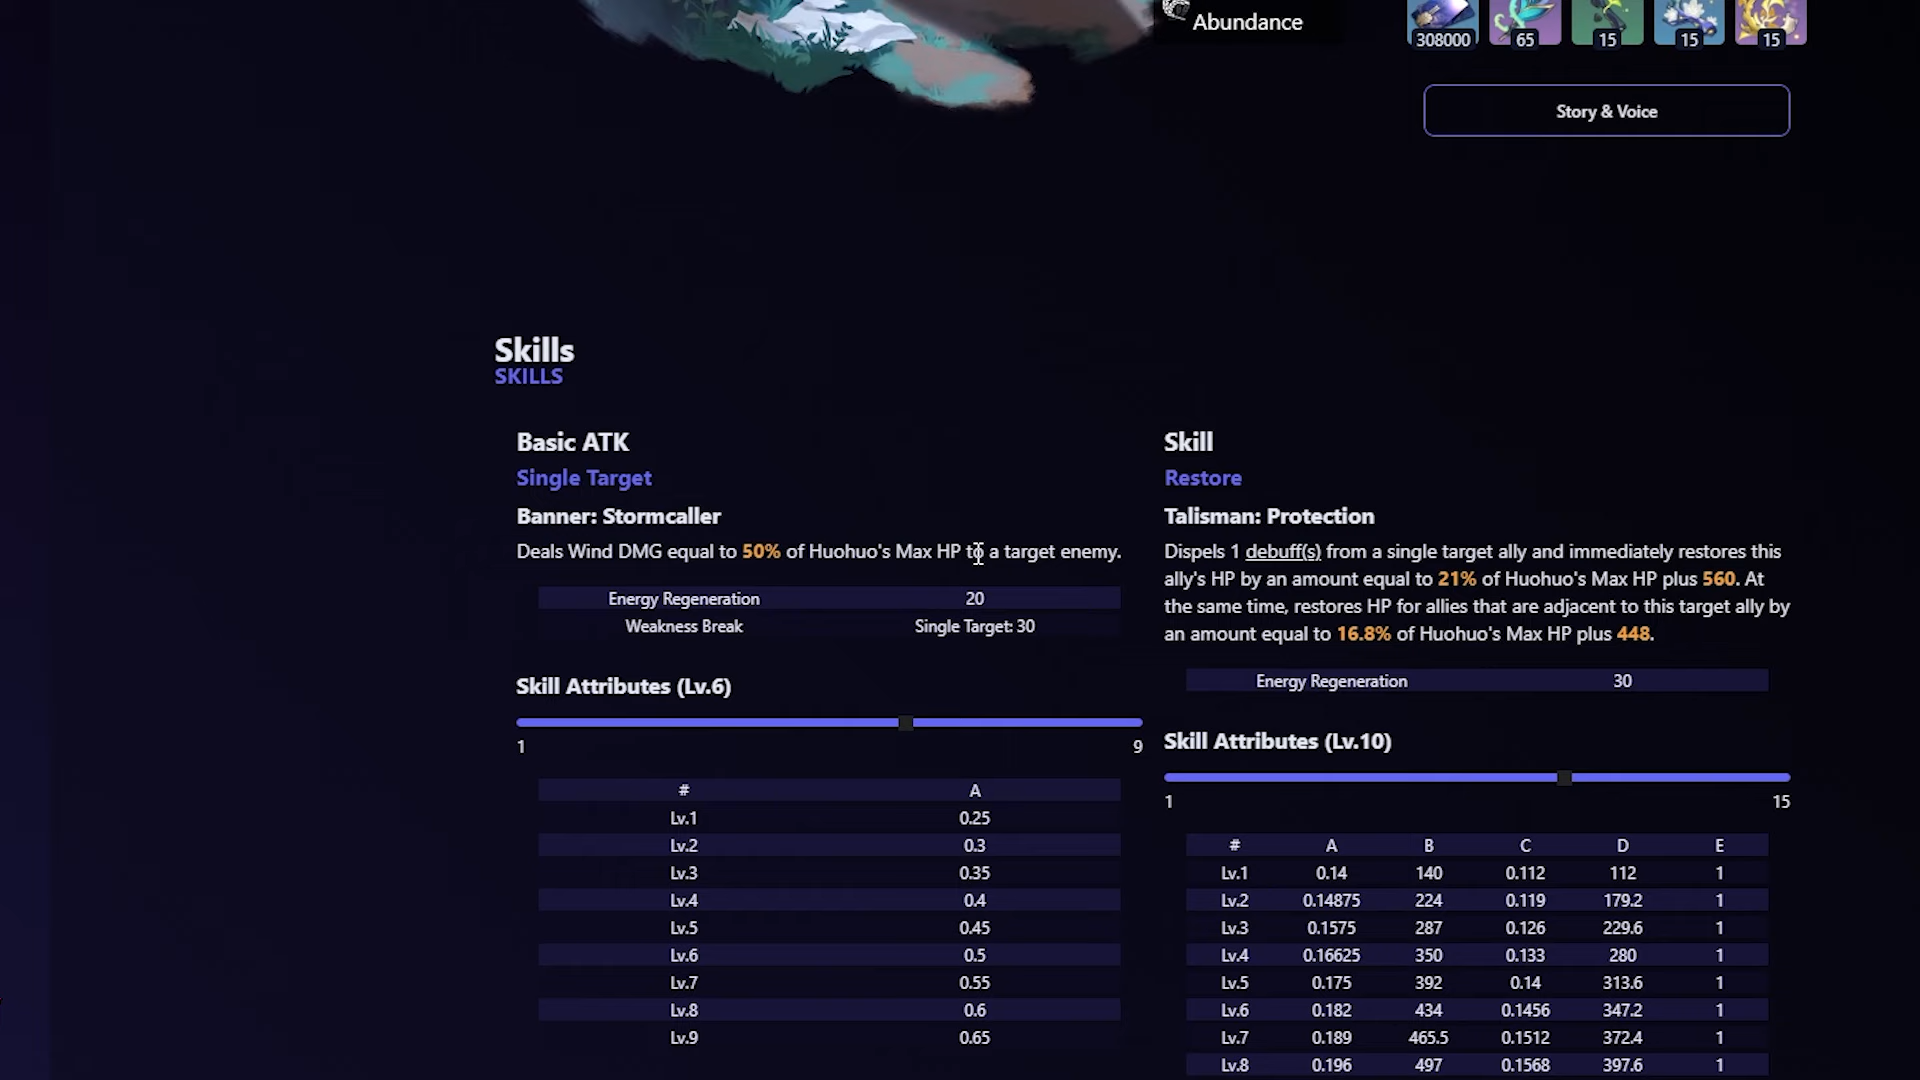 Abundance
308000 65 15 15 15
Story & Voice
Skills
SKILLS
Basic ATK
Single Target
Banner: Stormcaller
Deals Wind DMG equal to 50% of Huohuo's Max HP to a target enemy.
Energy Regeneration 20
Weakness Break Single Target: 30
Skill Attributes (Lv.6)
1 9
# A
Lv.1 0.25
Lv.2 0.3
Lv.3 0.35
Lv.4 0.4
Lv.5 0.45
Lv.6 0.5
Lv.7 0.55
Lv.8 0.6
Lv.9 0.65
Skill
Restore
Talisman: Protection
Dispels 1 debuff(s) from a single target ally and immediately restores this
ally's HP by an amount equal to 21% of Huohuo's Max HP plus 560. At
the same time, restores HP for allies that are adjacent to this target ally by
an amount equal to 16.8% of Huohuo's Max HP plus 448.
Energy Regeneration 30
Skill Attributes (Lv.10)
1 15
# A B C D E
Lv.1 0.14 140 0.112 112 1
Lv.2 0.14875 224 0.119 179.2 1
Lv.3 0.1575 287 0.126 229.6 1
Lv.4 0.16625 350 0.133 280 1
Lv.5 0.175 392 0.14 313.6 1
Lv.6 0.182 434 0.1456 347.2 1
Lv.7 0.189 465.5 0.1512 372.4 1
Lv.8 0.196 497 0.1568 397.6 1